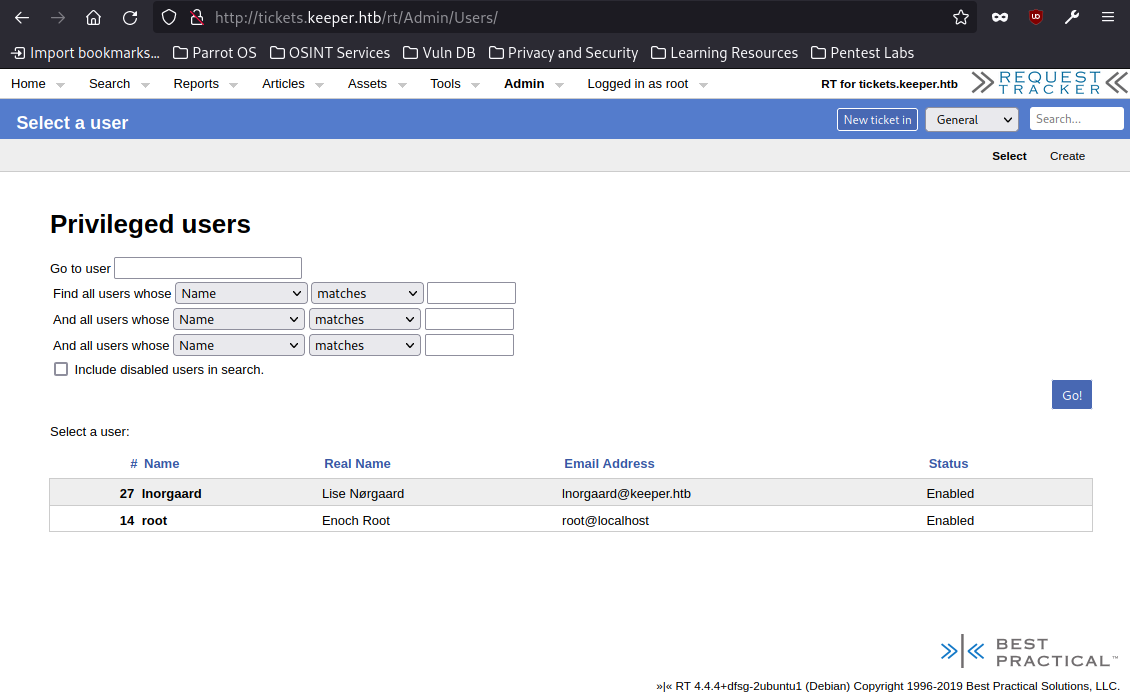 http://tickets.keeper.htb/rt/Admin/Users/
Import bookmarks... Parrot OS OSINT Services Vuln DB Privacy and Security Learning Resources Pentest Labs
Home Search Reports Articles Assets Tools Admin Logged in as root RT for tickets.keeper.htb REQUEST TRACKER
Select a user New ticket in General Search...
Select Create
Privileged users
Go to user
Find all users whose Name matches
And all users whose Name matches
And all users whose Name matches
Include disabled users in search.
Go!
Select a user:
# Name Real Name Email Address Status
27 lnorgaard Lise Nørgaard lnorgaard@keeper.htb Enabled
14 root Enoch Root root@localhost Enabled
BEST
PRACTICAL™
»|« RT 4.4.4+dfsg-2ubuntu1 (Debian) Copyright 1996-2019 Best Practical Solutions, LLC.